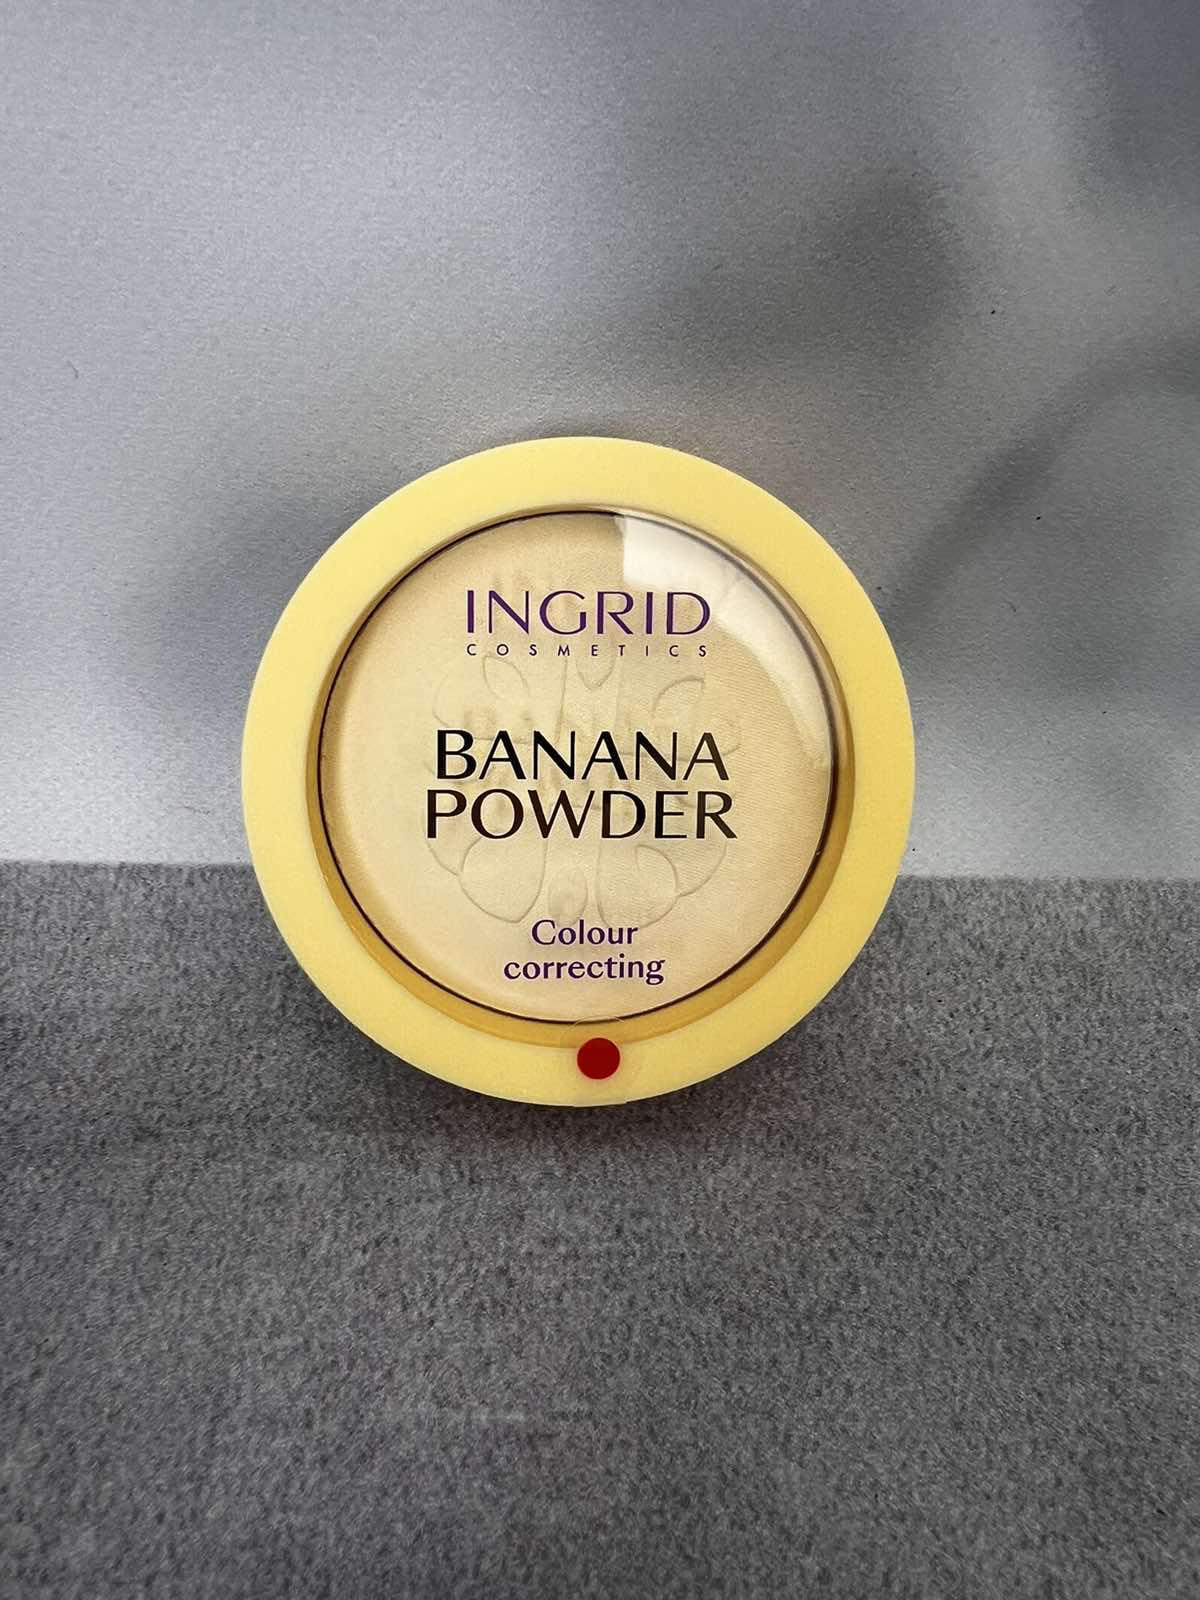 INGRID
COSMETICS
BANANA
POWDER
Colour
correcting